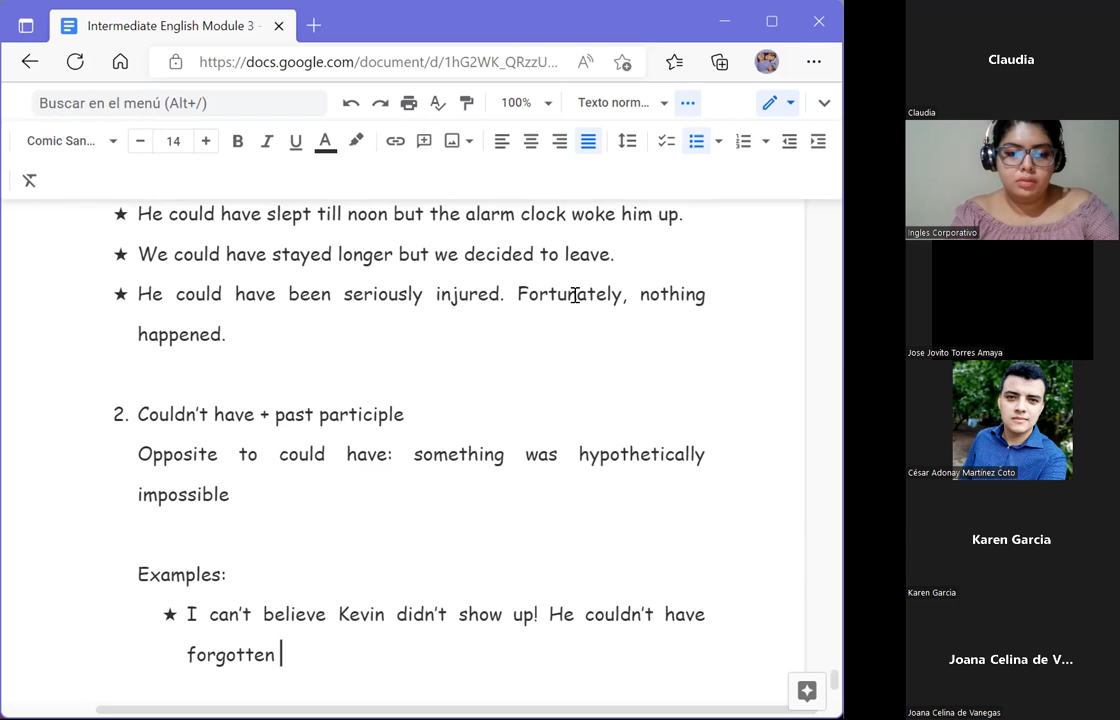 Intermediate English Module 3 -
https://docs.google.com/document/d/1hG2WK_QRzzU...
Buscar en el menú (Alt+/)
100%
Texto norm...
Comic San...
14
★ He could have slept till noon but the alarm clock woke him up.
★ We could have stayed longer but we decided to leave.
★ He could have been seriously injured. Fortunately, nothing
happened.
2. Couldn't have + past participle
Opposite to could have: something was hypothetically
impossible
Examples:
★ I can't believe Kevin didn't show up! He couldn't have
forgotten
Claudia
Claudia
Ingles Corporativo
Jose Jovito Torres Amaya
César Adonay Martínez Coto
Karen Garcia
Karen Garcia
Joana Celina de V...
Joana Celina de Vanegas